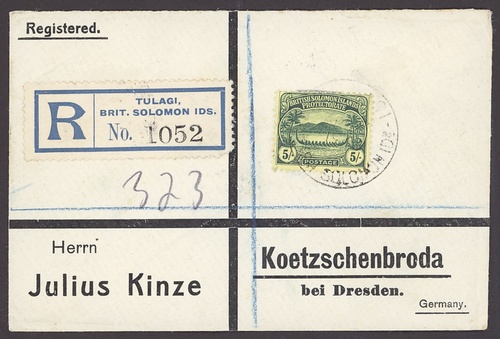 Registered.
R
TULAGI,
BRIT. SOLOMON IDS.
No. 1052
BRITISH SOLOMON ISLANDS
PROTECTORATE
5/- 5/-
POSTAGE
323
Herrn
Julius Kinze
Koetzschenbroda
bei Dresden.
Germany.